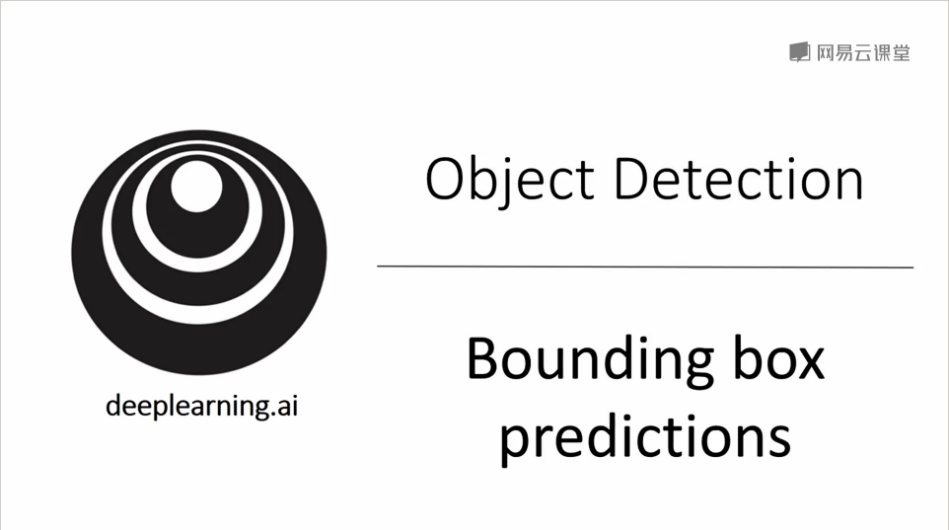 网易云课堂
Object Detection
Bounding box
predictions
deeplearning.ai